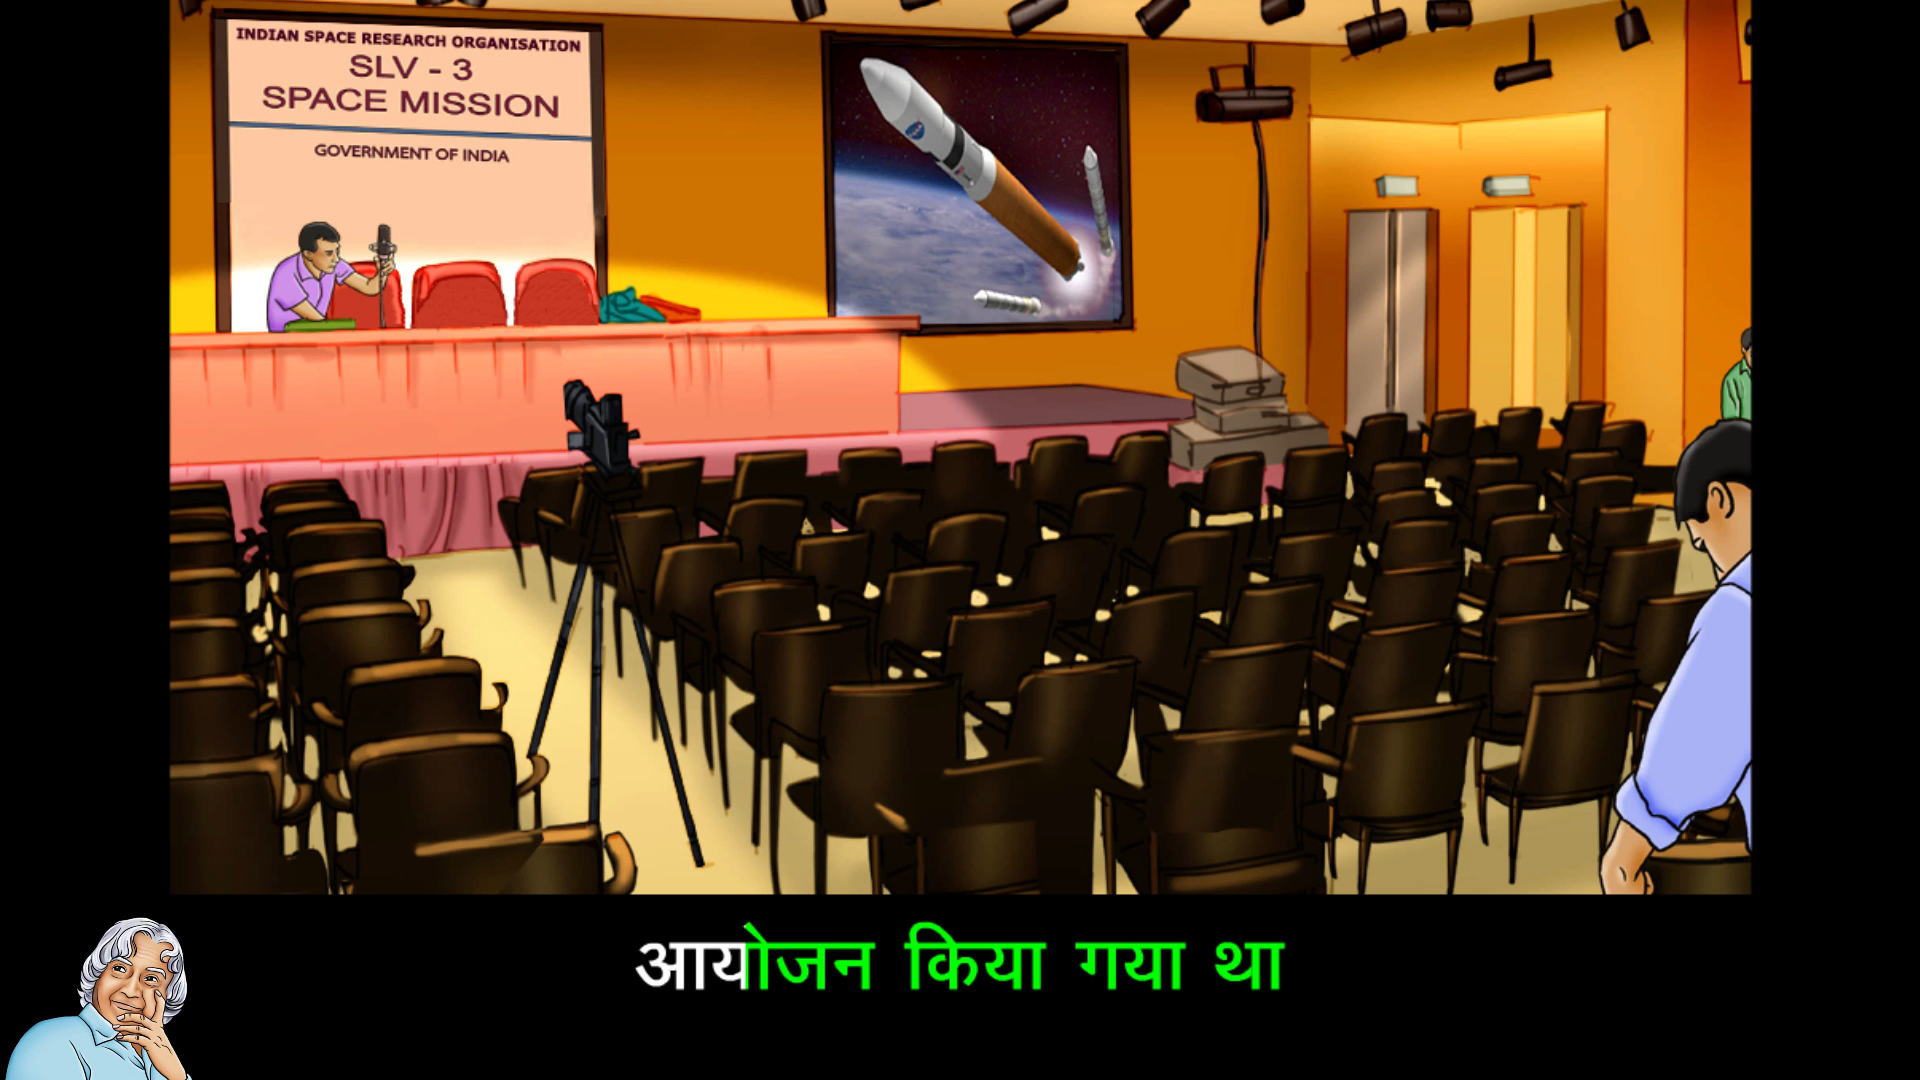 INDIAN SPACE RESEARCH ORGANISATION
SLV - 3
SPACE MISSION
GOVERNMENT OF INDIA
आयोजन किया गया था